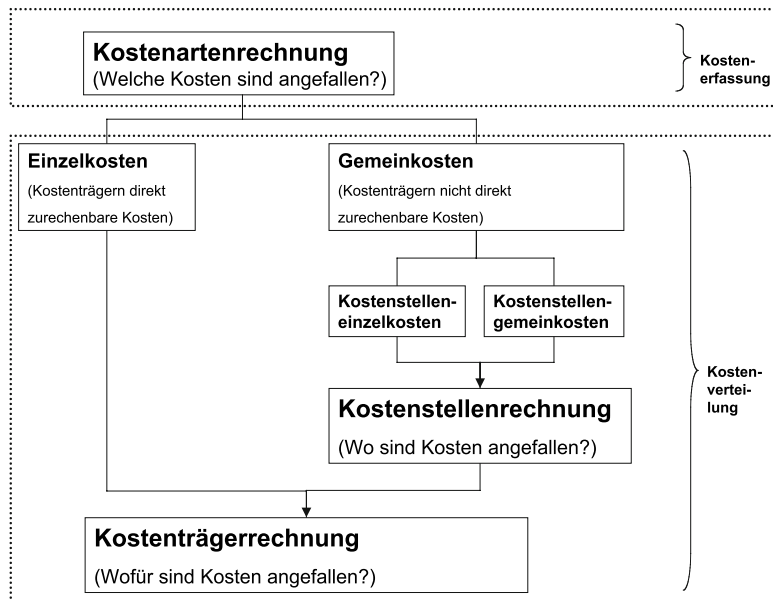 Kostenartenrechnung
(Welche Kosten sind angefallen?)
Kosten-
erfassung
Einzelkosten
(Kostenträgern direkt
zurechenbare Kosten)
Gemeinkosten
(Kostenträgern nicht direkt
zurechenbare Kosten)
Kostenstellen-
einzelkosten
Kostenstellen-
gemeinkosten
Kosten-
vertei-
lung
Kostenstellenrechnung
(Wo sind Kosten angefallen?)
Kostenträgerrechnung
(Wofür sind Kosten angefallen?)